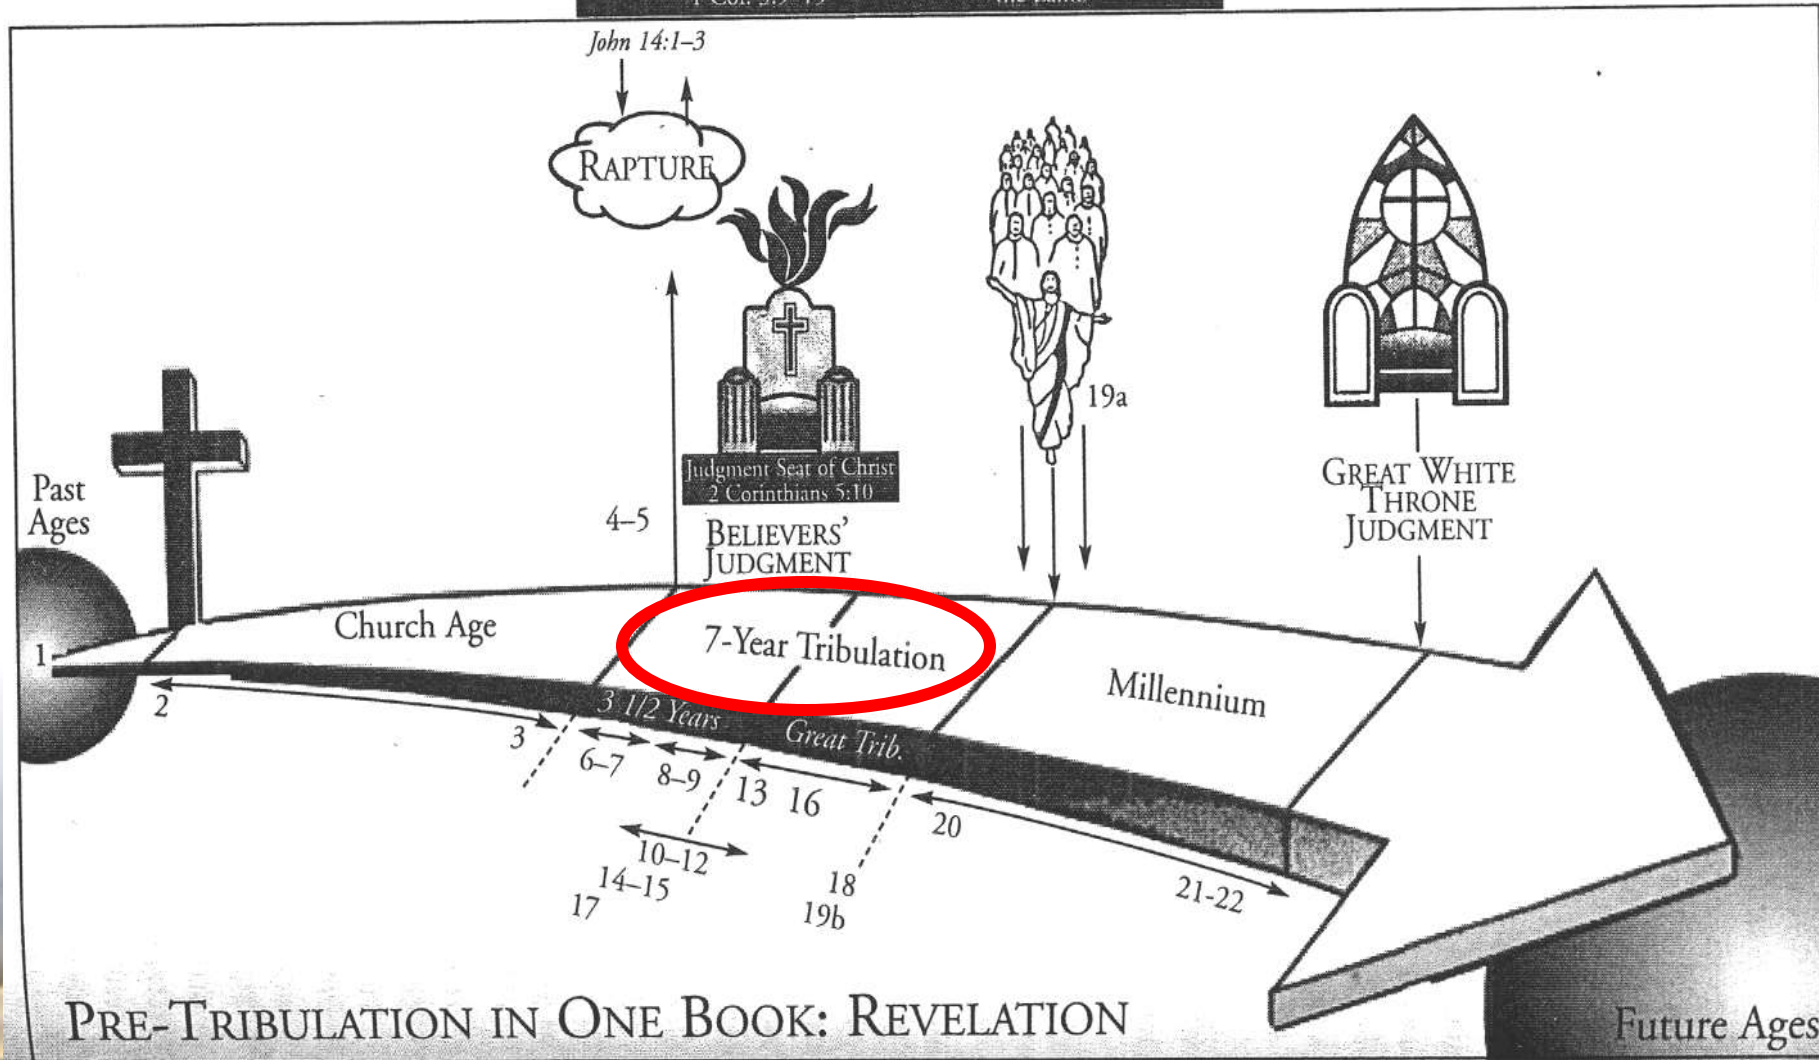 John 14:1–3
RAPTURE
19a
Judgment Seat of Christ
2 Corinthians 5:10
BELIEVERS'
JUDGMENT
GREAT WHITE
THRONE
JUDGMENT
Past
Ages
4–5
1
Church Age
7-Year Tribulation
Millennium
3 1/2 Years
Great Trib.
2
3
6–7
8–9
13
16
20
10–12
14–15
17
18
19b
21-22
PRE-TRIBULATION IN ONE BOOK: REVELATION
Future Ages